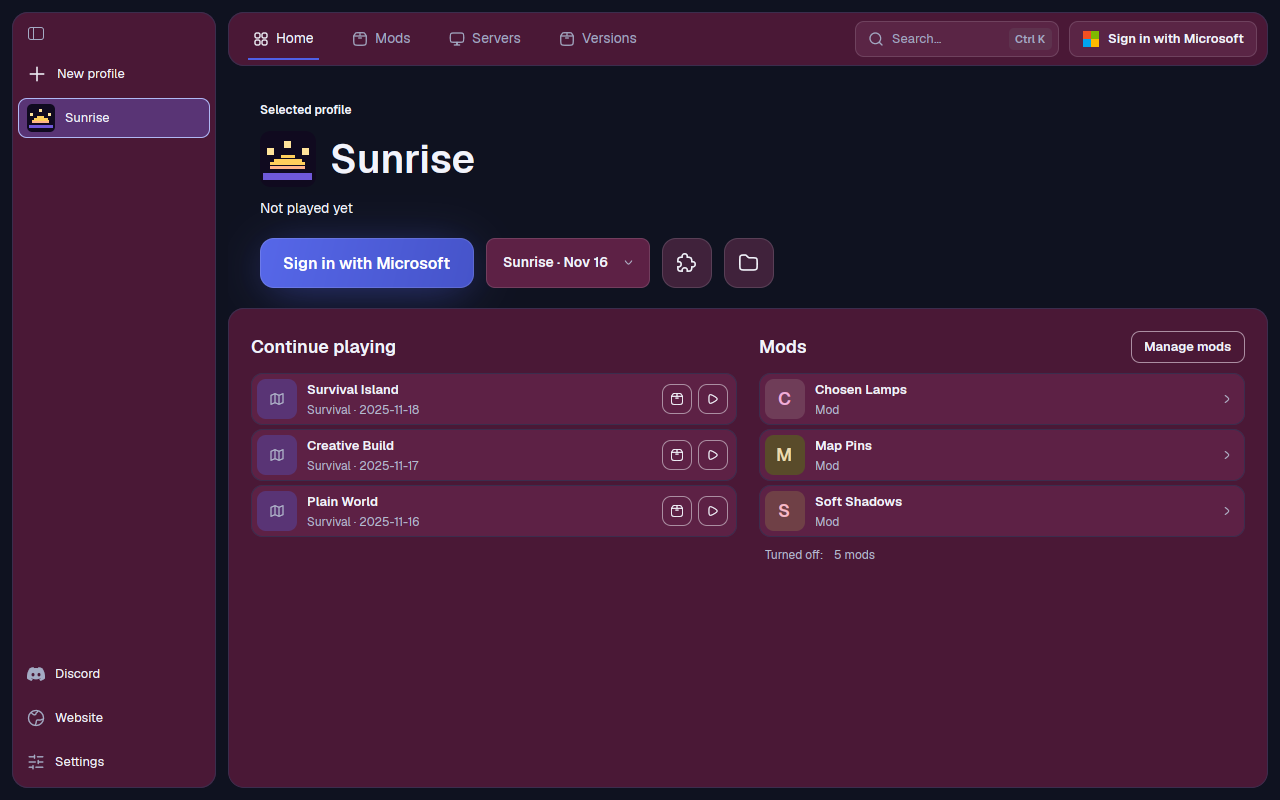 New profile
Sunrise
Discord
Website
Settings
Home
Mods
Servers
Versions
Search...
Ctrl K
Sign in with Microsoft
Selected profile
Sunrise
Not played yet
Sign in with Microsoft
Sunrise · Nov 16
Continue playing
Survival Island
Survival · 2025-11-18
Creative Build
Survival · 2025-11-17
Plain World
Survival · 2025-11-16
Mods
Manage mods
C
Chosen Lamps
Mod
M
Map Pins
Mod
S
Soft Shadows
Mod
Turned off: 5 mods